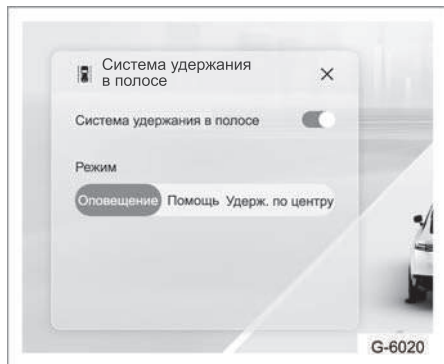 Система удержания
в полосе
Система удержания в полосе
Режим
Оповещение Помощь Удерж. по центру
G-6020